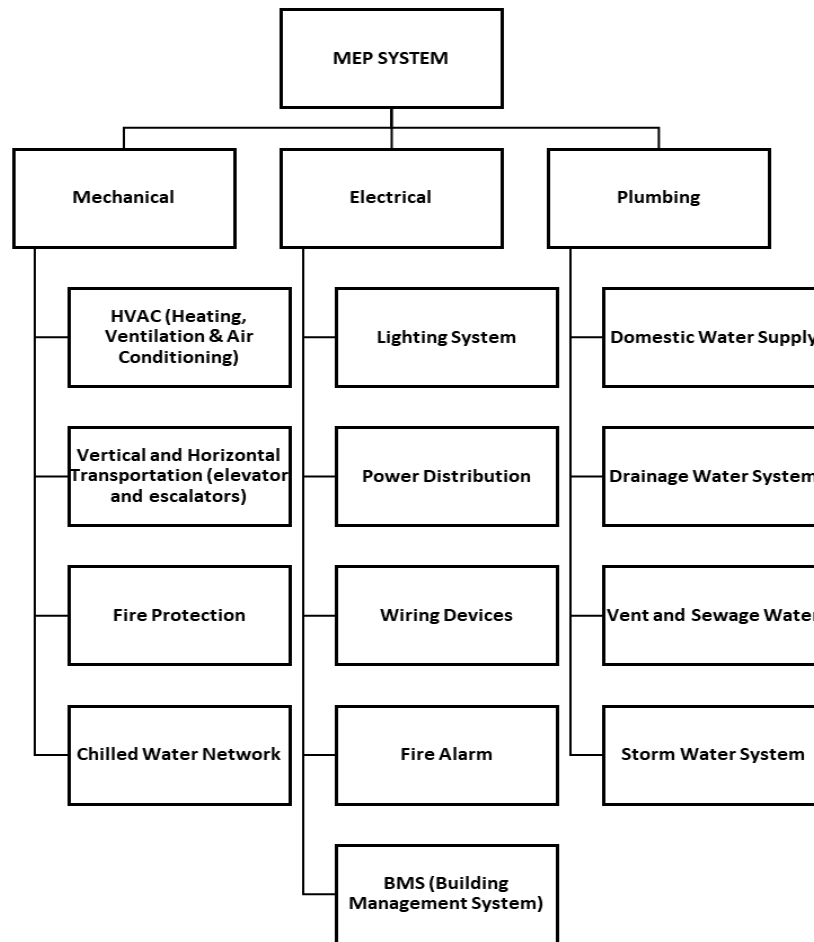 MEP SYSTEM
Mechanical
Electrical
Plumbing
HVAC (Heating,
Ventilation & Air
Conditioning)
Lighting System
Domestic Water Supply
Vertical and Horizontal
Transportation (elevator
and escalators)
Power Distribution
Drainage Water System
Fire Protection
Wiring Devices
Vent and Sewage Water
Chilled Water Network
Fire Alarm
Storm Water System
BMS (Building
Management System)